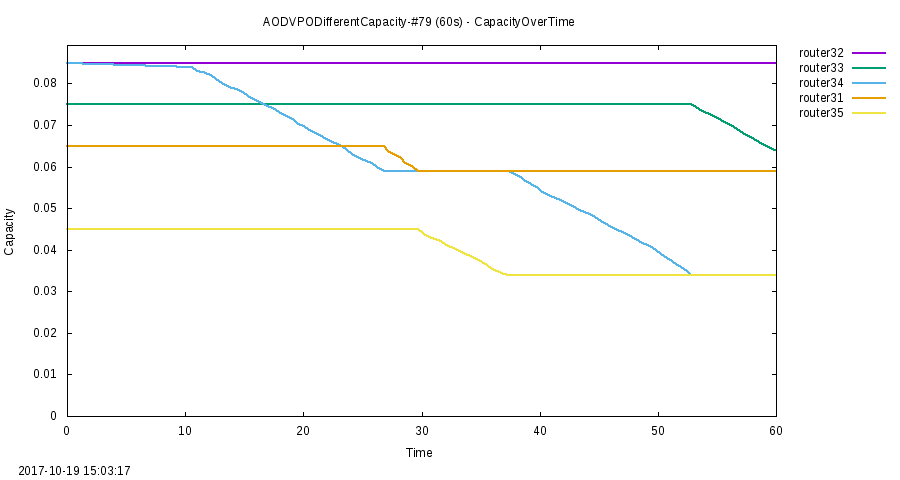 AODVPODifferentCapacity-#79 (60s) - CapacityOverTime
router32
router33
router34
router31
router35
Capacity
0.08
0.07
0.06
0.05
0.04
0.03
0.02
0.01
0
0 10 20 30 40 50 60
Time
2017-10-19 15:03:17